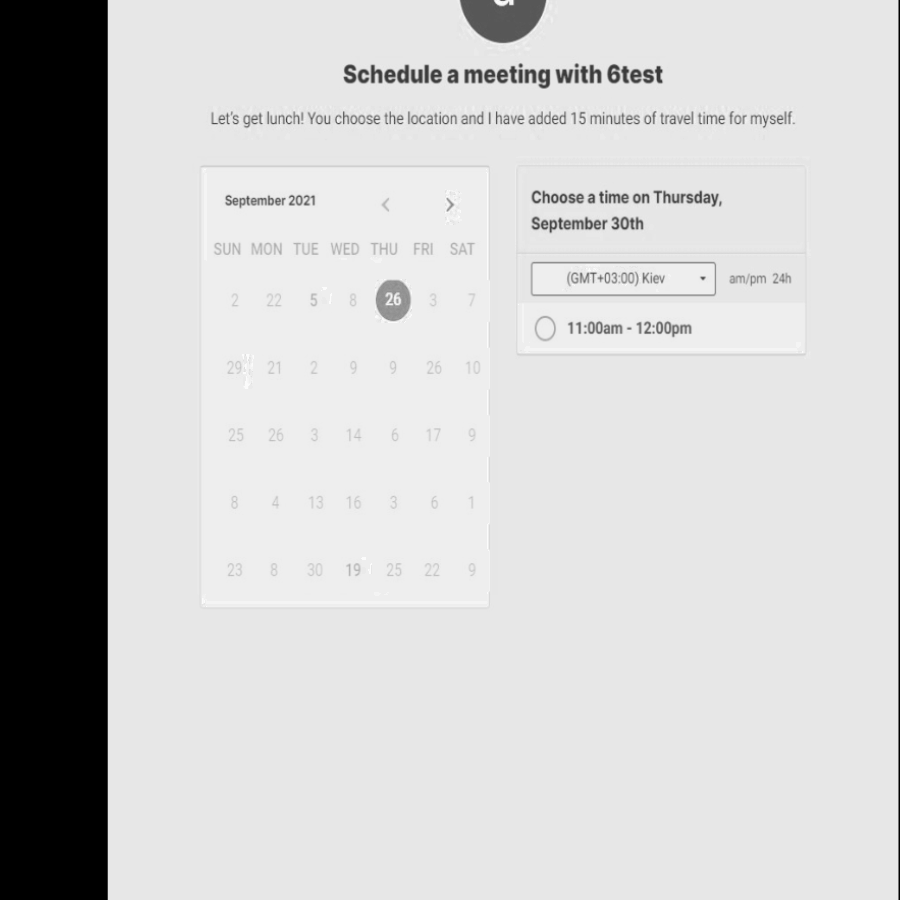 Schedule a meeting with 6test
Let's get lunch! You choose the location and I have added 15 minutes of travel time for myself.
September 2021
SUN MON TUE WED THU FRI SAT
2 22 5 8 26 3 7
29 21 2 9 9 26 10
25 26 3 14 6 17 9
8 4 13 16 3 6 1
23 8 30 19 25 22 9
Choose a time on Thursday,
September 30th
(GMT+03:00) Kiev am/pm 24h
11:00am - 12:00pm